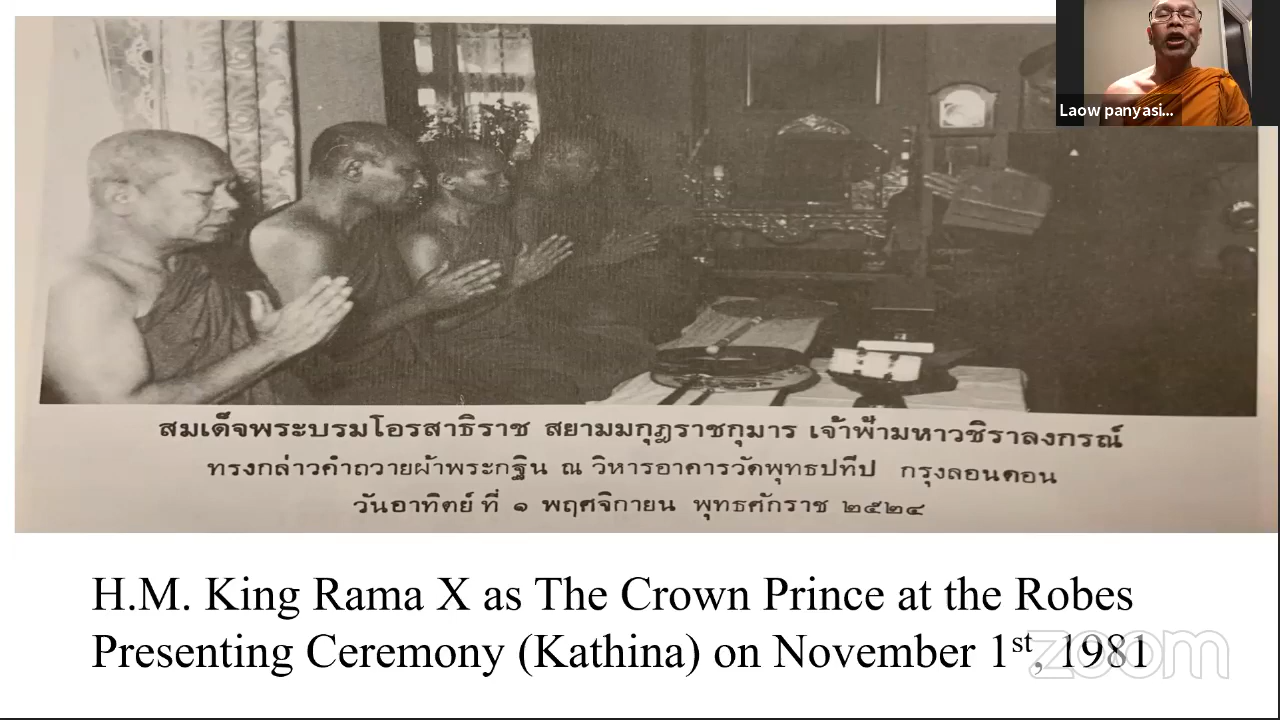 Laow panyasi...
สมเด็จพระบรมโอรสาธิราช สยามมกุฎราชกุมาร เจ้าฟ้ามหาวชิราลงกรณ์
ทรงกล่าวคำถวายผ้าพระกฐิน ณ วิหารอาคารวัดพุทธปทีป กรุงลอนดอน
วันอาทิตย์ ที่ ๑ พฤศจิกายน พุทธศักราช ๒๕๒๔
H.M. King Rama X as The Crown Prince at the Robes
Presenting Ceremony (Kathina) on November 1st, 1981
zoom